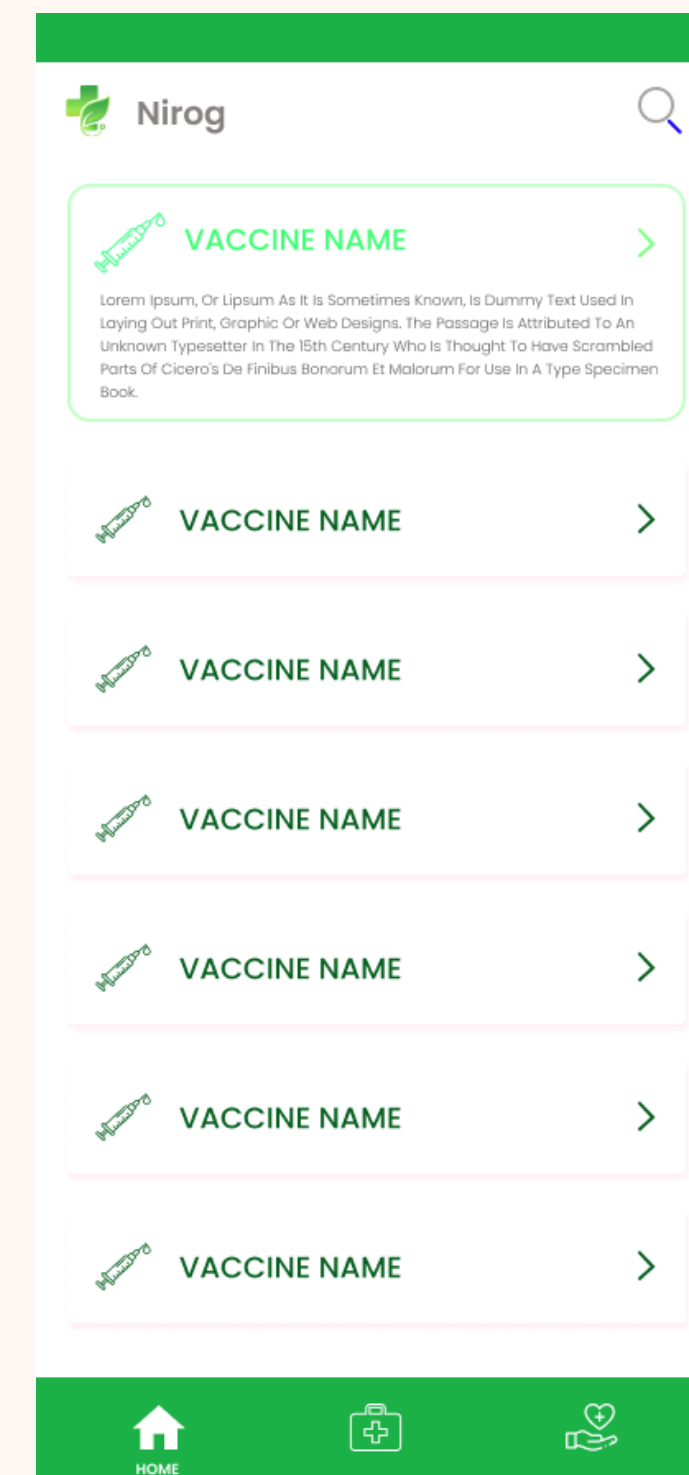 Nirog
VACCINE NAME
Lorem Ipsum, Or Lipsum As It Is Sometimes Known, Is Dummy Text Used In
Laying Out Print, Graphic Or Web Designs. The Passage Is Attributed To An
Unknown Typesetter In The 15th Century Who Is Thought To Have Scrambled
Parts Of Cicero's De Finibus Bonorum Et Malorum For Use In A Type Specimen
Book.
VACCINE NAME
VACCINE NAME
VACCINE NAME
VACCINE NAME
VACCINE NAME
VACCINE NAME
HOME